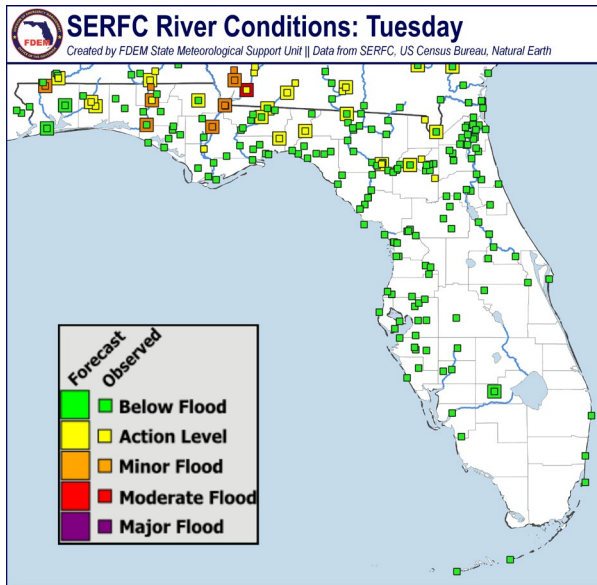 SERFC River Conditions: Tuesday
Created by FDEM State Meteorological Support Unit || Data from SERFC, US Census Bureau, Natural Earth
FDEM
Forecast
Observed
Below Flood
Action Level
Minor Flood
Moderate Flood
Major Flood